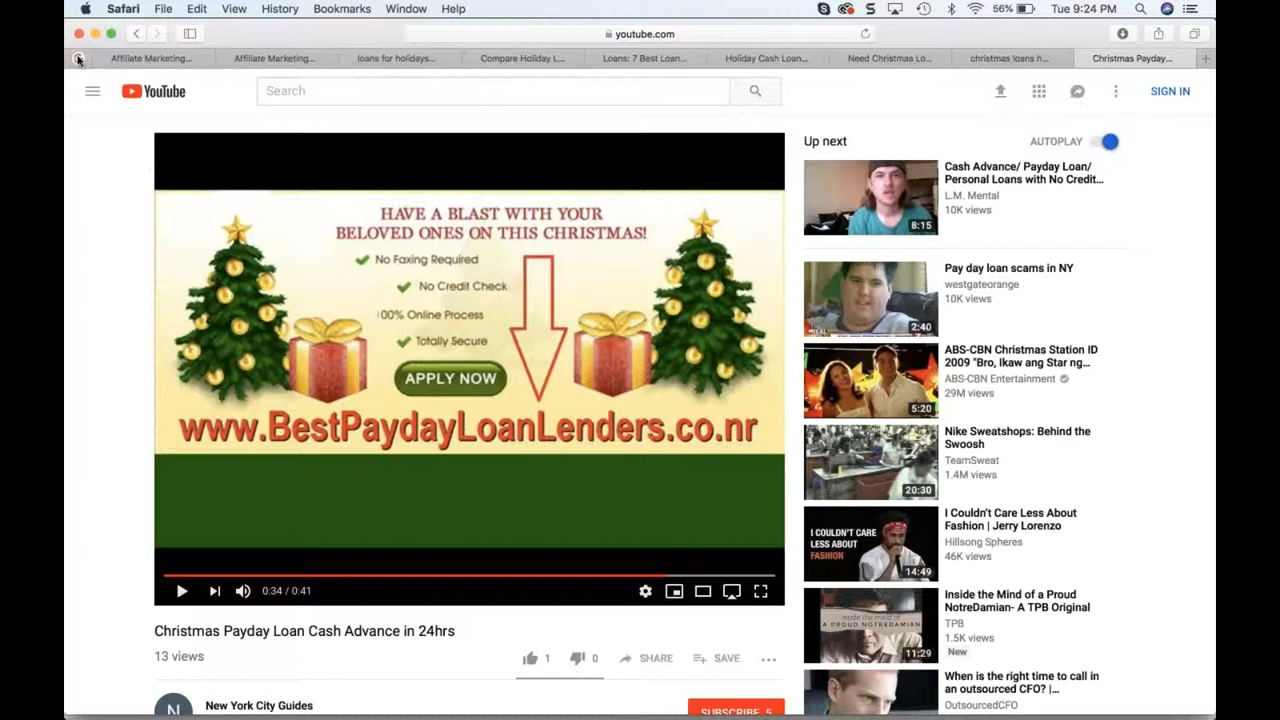 Safari File Edit View History Bookmarks Window Help
56% Tue 9:24 PM
youtube.com
Affiliate Marketing...
Affiliate Marketing...
loans for holidays...
Compare Holiday L...
Loans: 7 Best Loan...
Holiday Cash Loan...
Need Christmas Lo...
christmas loans h...
Christmas Payday...
YouTube
Search
SIGN IN
HAVE A BLAST WITH YOUR
BELOVED ONES ON THIS CHRISTMAS!
No Faxing Required
No Credit Check
00% Online Process
Totally Secure
APPLY NOW
www.BestPaydayLoanLenders.co.nr
0:34 / 0:41
Christmas Payday Loan Cash Advance in 24hrs
13 views
1 0 SHARE SAVE
N
New York City Guides
SUBSCRIBE 5
Up next
AUTOPLAY
8:15
Cash Advance/ Payday Loan/
Personal Loans with No Credit...
L.M. Mental
10K views
2:40
Pay day loan scams in NY
westgateorange
10K views
5:20
ABS-CBN Christmas Station ID
2009 "Bro, Ikaw ang Star ng...
ABS-CBN Entertainment
29M views
20:30
Nike Sweatshops: Behind the
Swoosh
TeamSweat
1.4M views
I COULDN'T CARE
LESS ABOUT
FASHION
14:49
I Couldn't Care Less About
Fashion | Jerry Lorenzo
Hillsong Spheres
46K views
inside the mind of
A PROUD NOTREDAMIAN
11:29
Inside the Mind of a Proud
NotreDamian- A TPB Original
TPB
1.5K views
New
When is the right time to call in
an outsourced CFO? |...
OutsourcedCFO